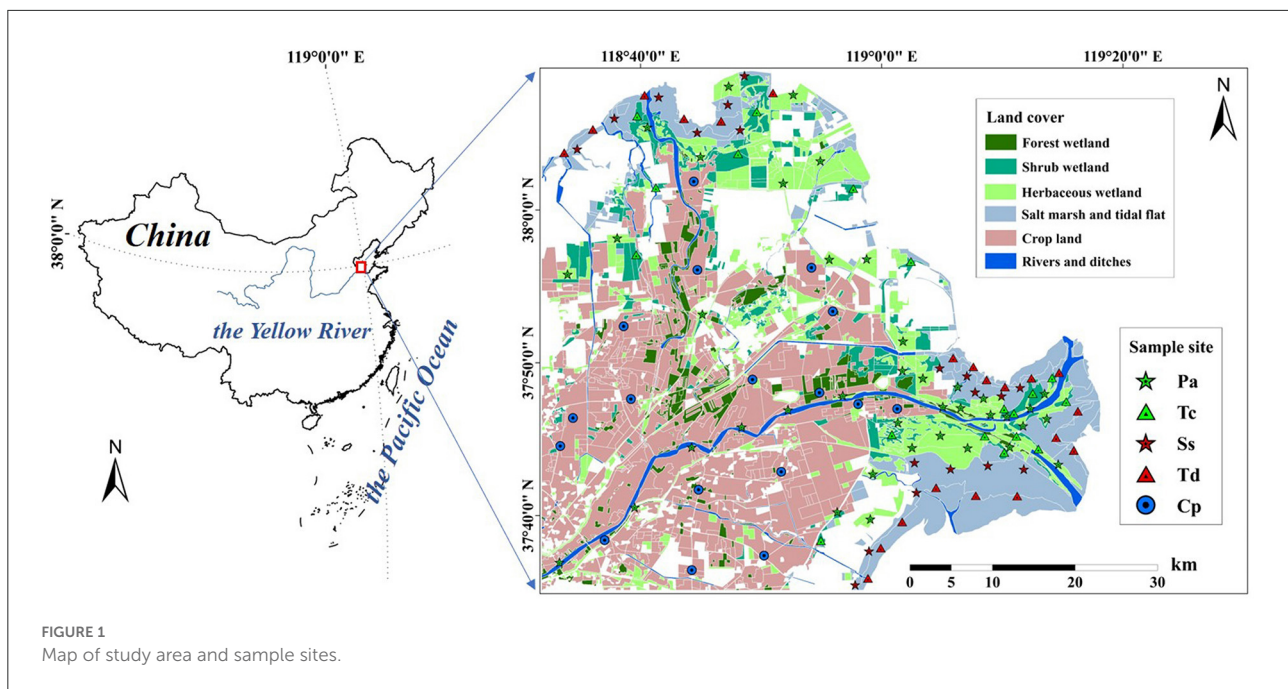 119°0'0" E
38°0'0" N
China
the Yellow River
the Pacific Ocean
N
118°40'0" E
119°0'0" E
119°20'0" E
38°0'0" N
37°50'0" N
37°40'0" N
N
Land cover
Forest wetland
Shrub wetland
Herbaceous wetland
Salt marsh and tidal flat
Crop land
Rivers and ditches
Sample site
Pa
Tc
Ss
Td
Cp
km
0 5 10 20 30
FIGURE 1
Map of study area and sample sites.